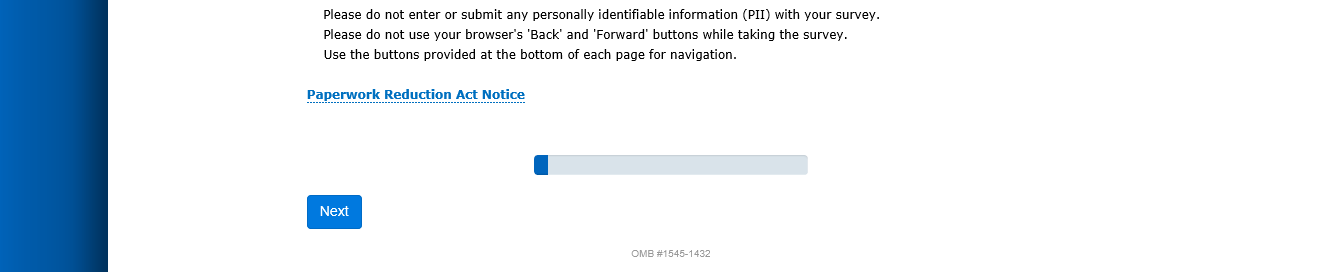 Please do not enter or submit any personally identifiable information (PII) with your survey.
Please do not use your browser's 'Back' and 'Forward' buttons while taking the survey.
Use the buttons provided at the bottom of each page for navigation.
Paperwork Reduction Act Notice
Next
OMB #1545-1432